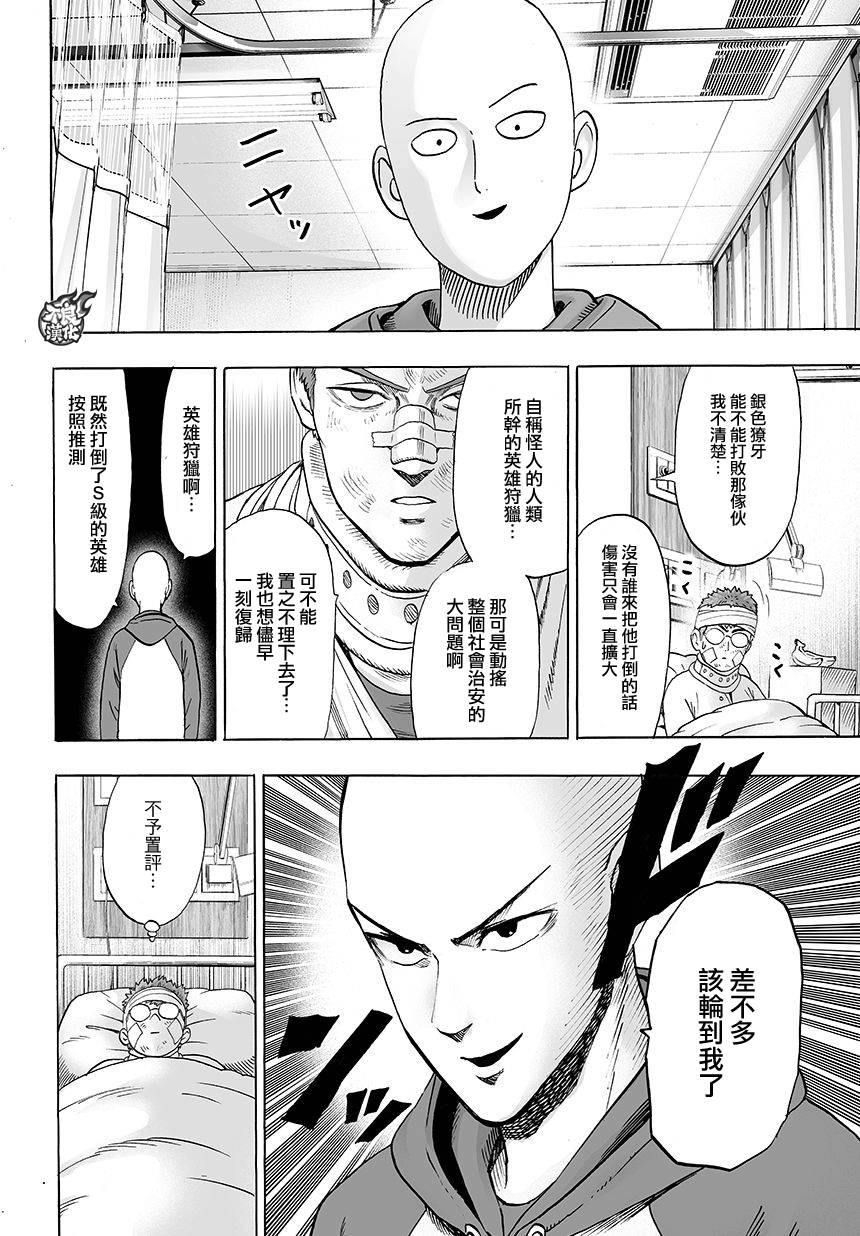 ニヤッ
狼
漢化
銀色獠牙
能不能打敗那傢伙
我不清楚…
沒有誰來把他打倒的話
傷害只會一直擴大
自稱怪人的人類
所幹的英雄狩獵…
那可是動搖
整個社會治安的
大問題啊
可不能
置之不理下去了…
我也想儘早
一刻復歸
英雄狩獵啊…
既然打倒了S級的英雄
按照推測
ドン
差不多
該輪到我了
不予置評…